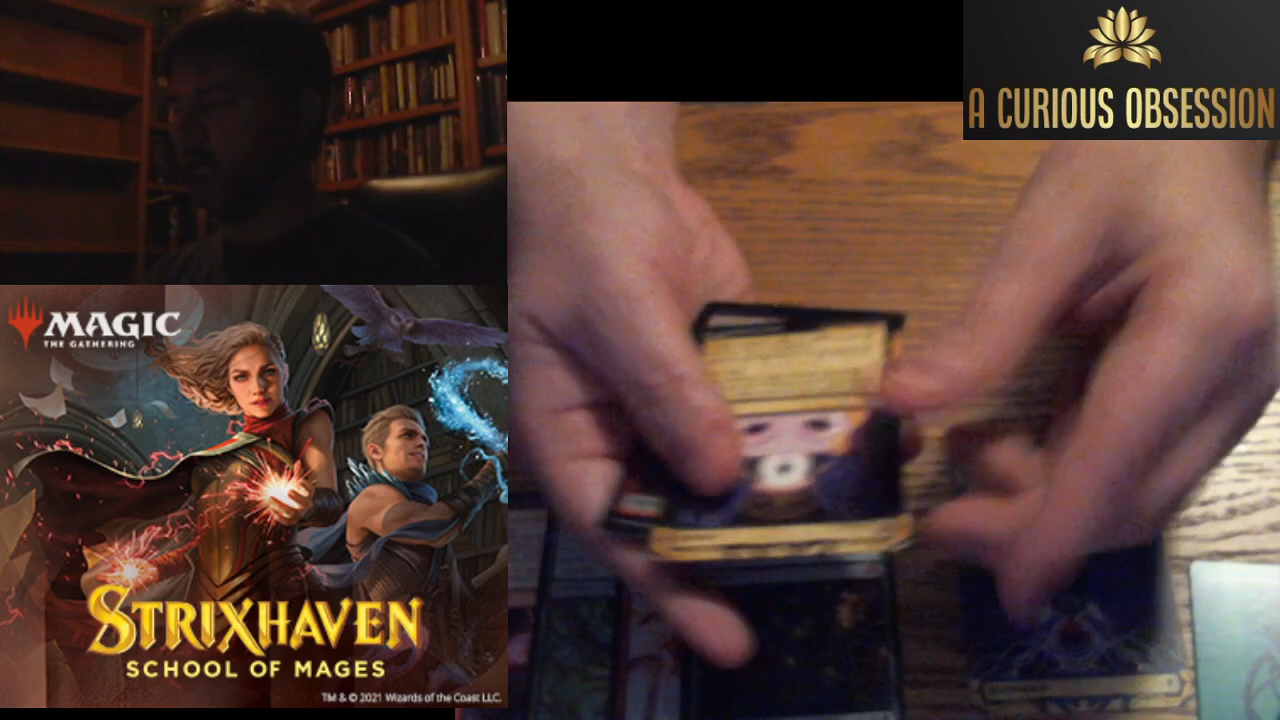 A CURIOUS OBSESSION
MAGIC
THE GATHERING
STRIXHAVEN
SCHOOL OF MAGES
TM & © 2021 Wizards of the Coast LLC.